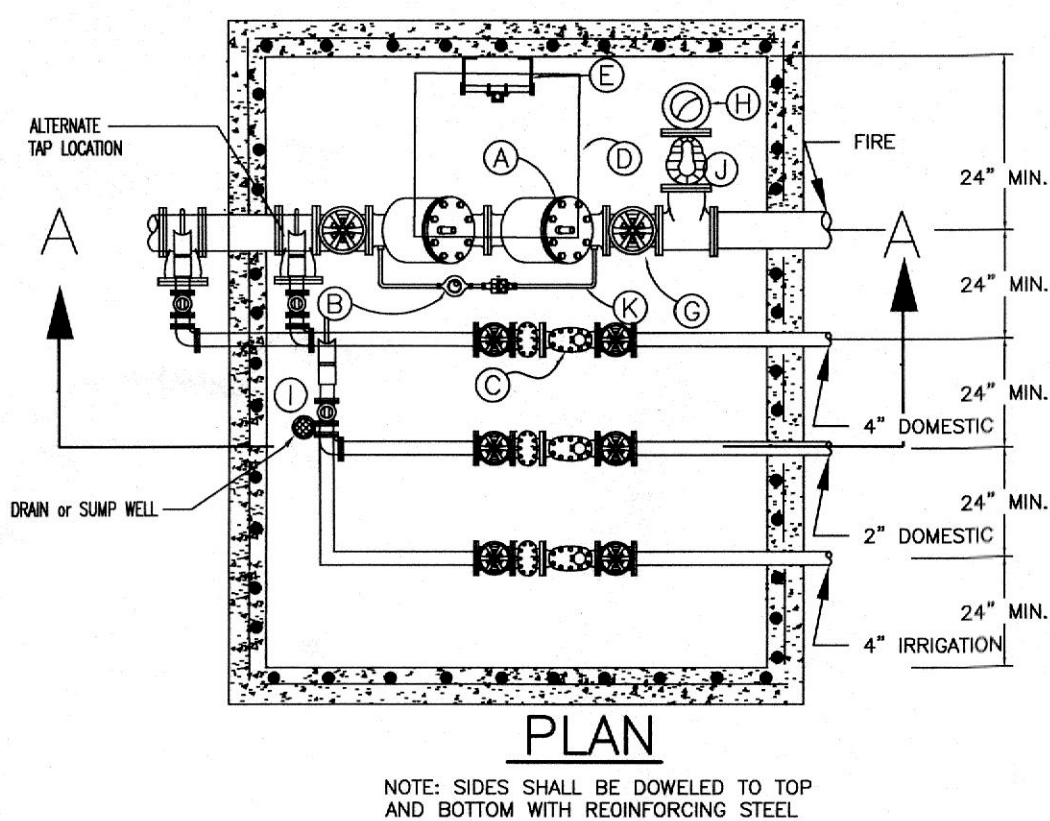 E
H
ALTERNATE
TAP LOCATION
FIRE
A
D
J
24" MIN.
A
A
24" MIN.
B
K
G
C
24" MIN.
I
4" DOMESTIC
24" MIN.
DRAIN or SUMP WELL
2" DOMESTIC
24" MIN.
4" IRRIGATION
PLAN
NOTE: SIDES SHALL BE DOWELED TO TOP
AND BOTTOM WITH REOINFORCING STEEL